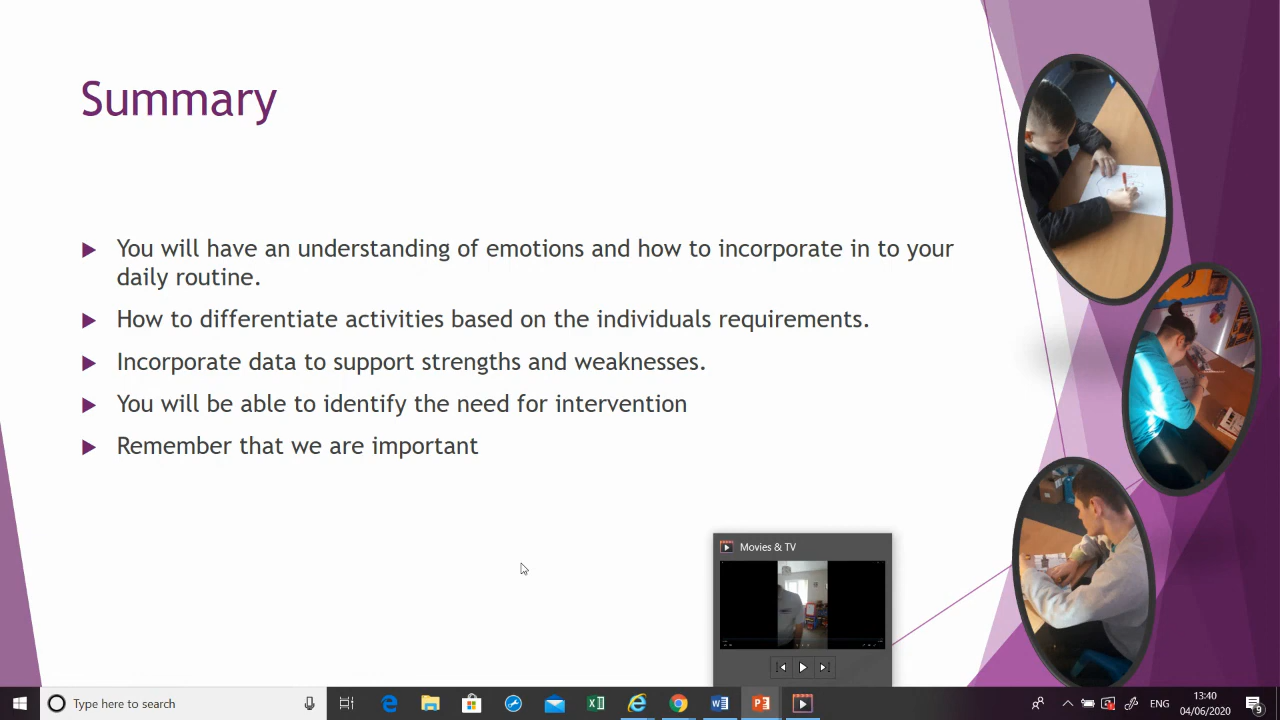 Summary
You will have an understanding of emotions and how to incorporate in to your
daily routine.
How to differentiate activities based on the individuals requirements.
Incorporate data to support strengths and weaknesses.
You will be able to identify the need for intervention
Remember that we are important
Movies & TV
Type here to search
ENG
13:40
04/06/2020
9